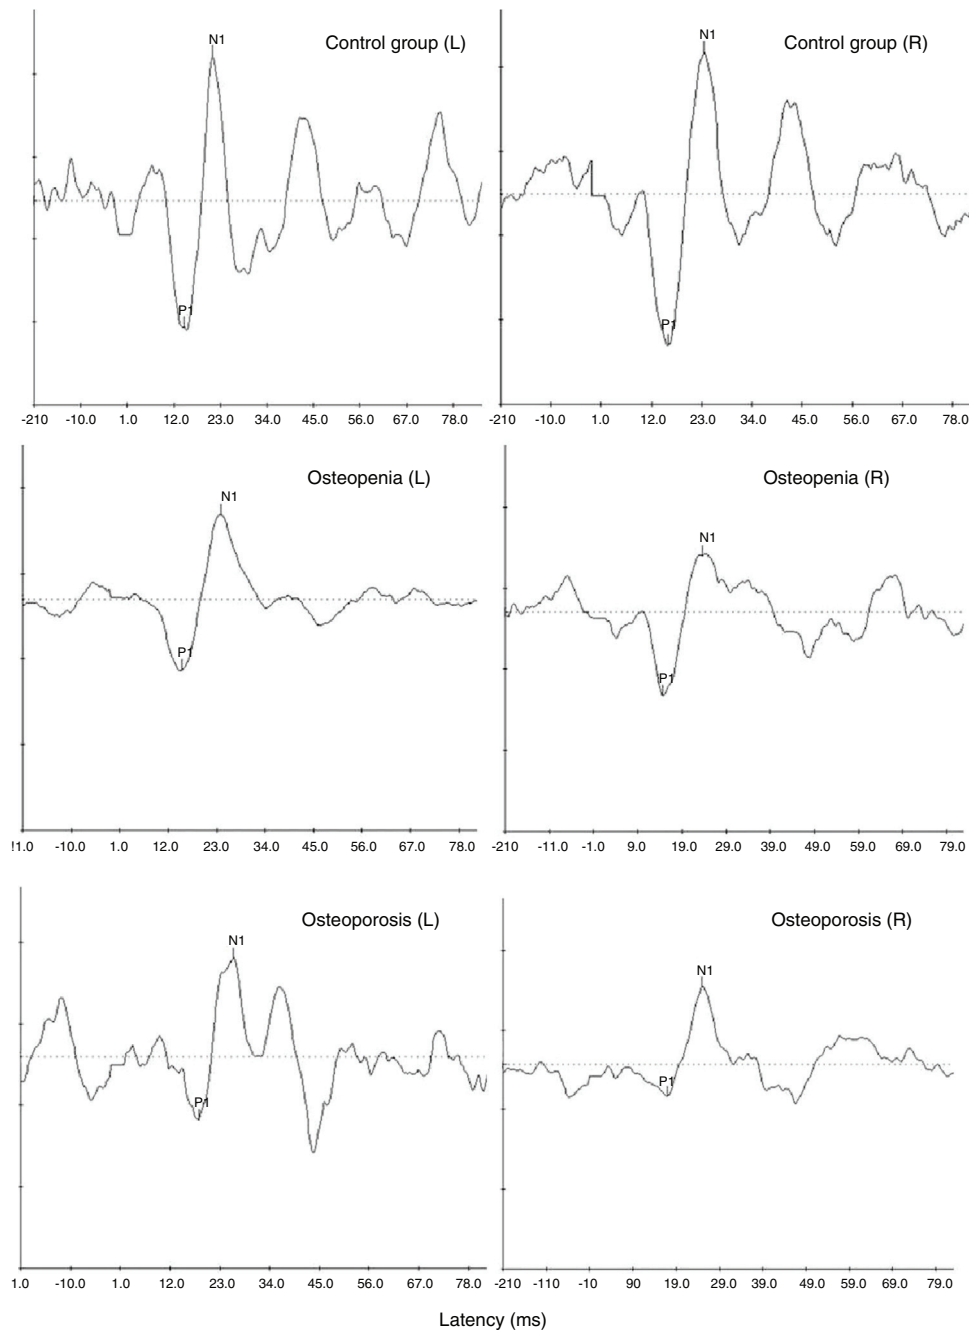 N1
Control group (L)
P1
-210 -10.0 1.0 12.0 23.0 34.0 45.0 56.0 67.0 78.0
N1
Control group (R)
P1
-210 -10.0 1.0 12.0 23.0 34.0 45.0 56.0 67.0 78.0
Osteopenia (L)
N1
P1
11.0 -10.0 1.0 12.0 23.0 34.0 45.0 56.0 67.0 78.0
Osteopenia (R)
N1
P1
-210 -11.0 -1.0 9.0 19.0 29.0 39.0 49.0 59.0 69.0 79.0
Osteoporosis (L)
N1
P1
1.0 -10.0 1.0 12.0 23.0 34.0 45.0 56.0 67.0 78.0
Osteoporosis (R)
N1
P1
-210 -110 -10 90 19.0 29.0 39.0 49.0 59.0 69.0 79.0
Latency (ms)